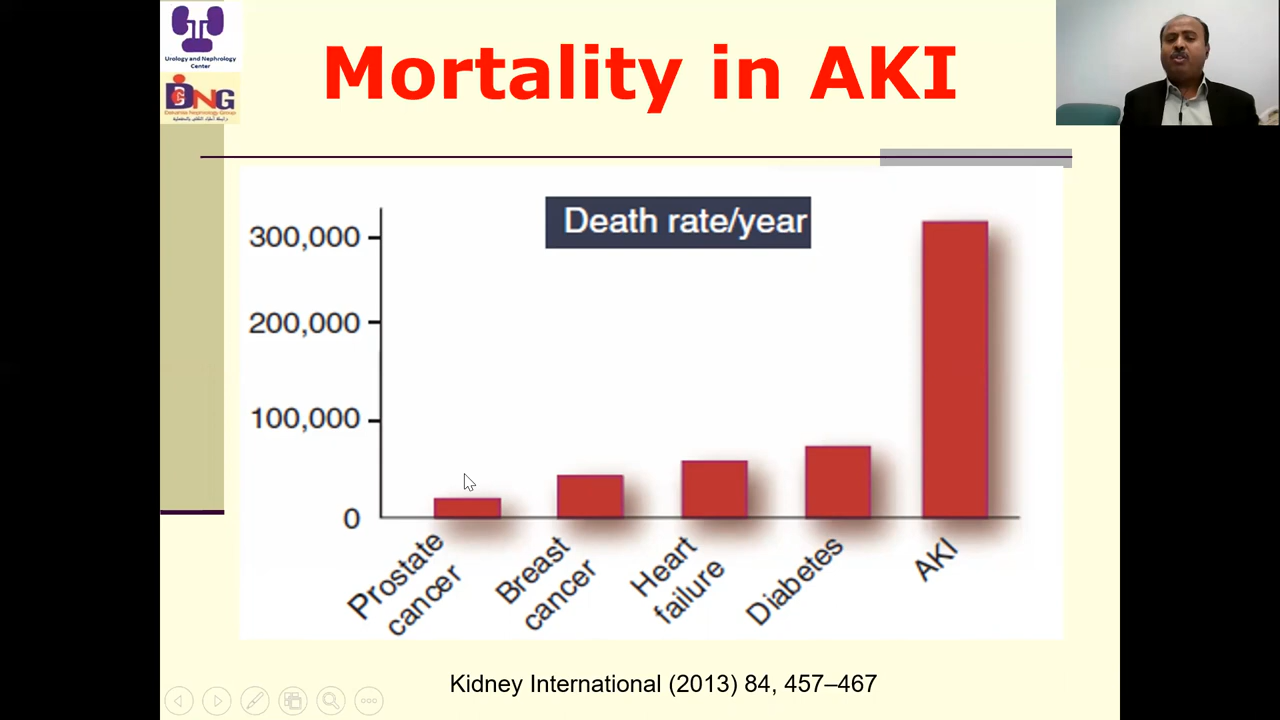 Urology and Nephrology
Center
DNG
Mortality in AKI
Death rate/year
300,000
200,000
100,000
0
Prostate
cancer
Breast
cancer
Heart
failure
Diabetes
AKI
Kidney International (2013) 84, 457–467